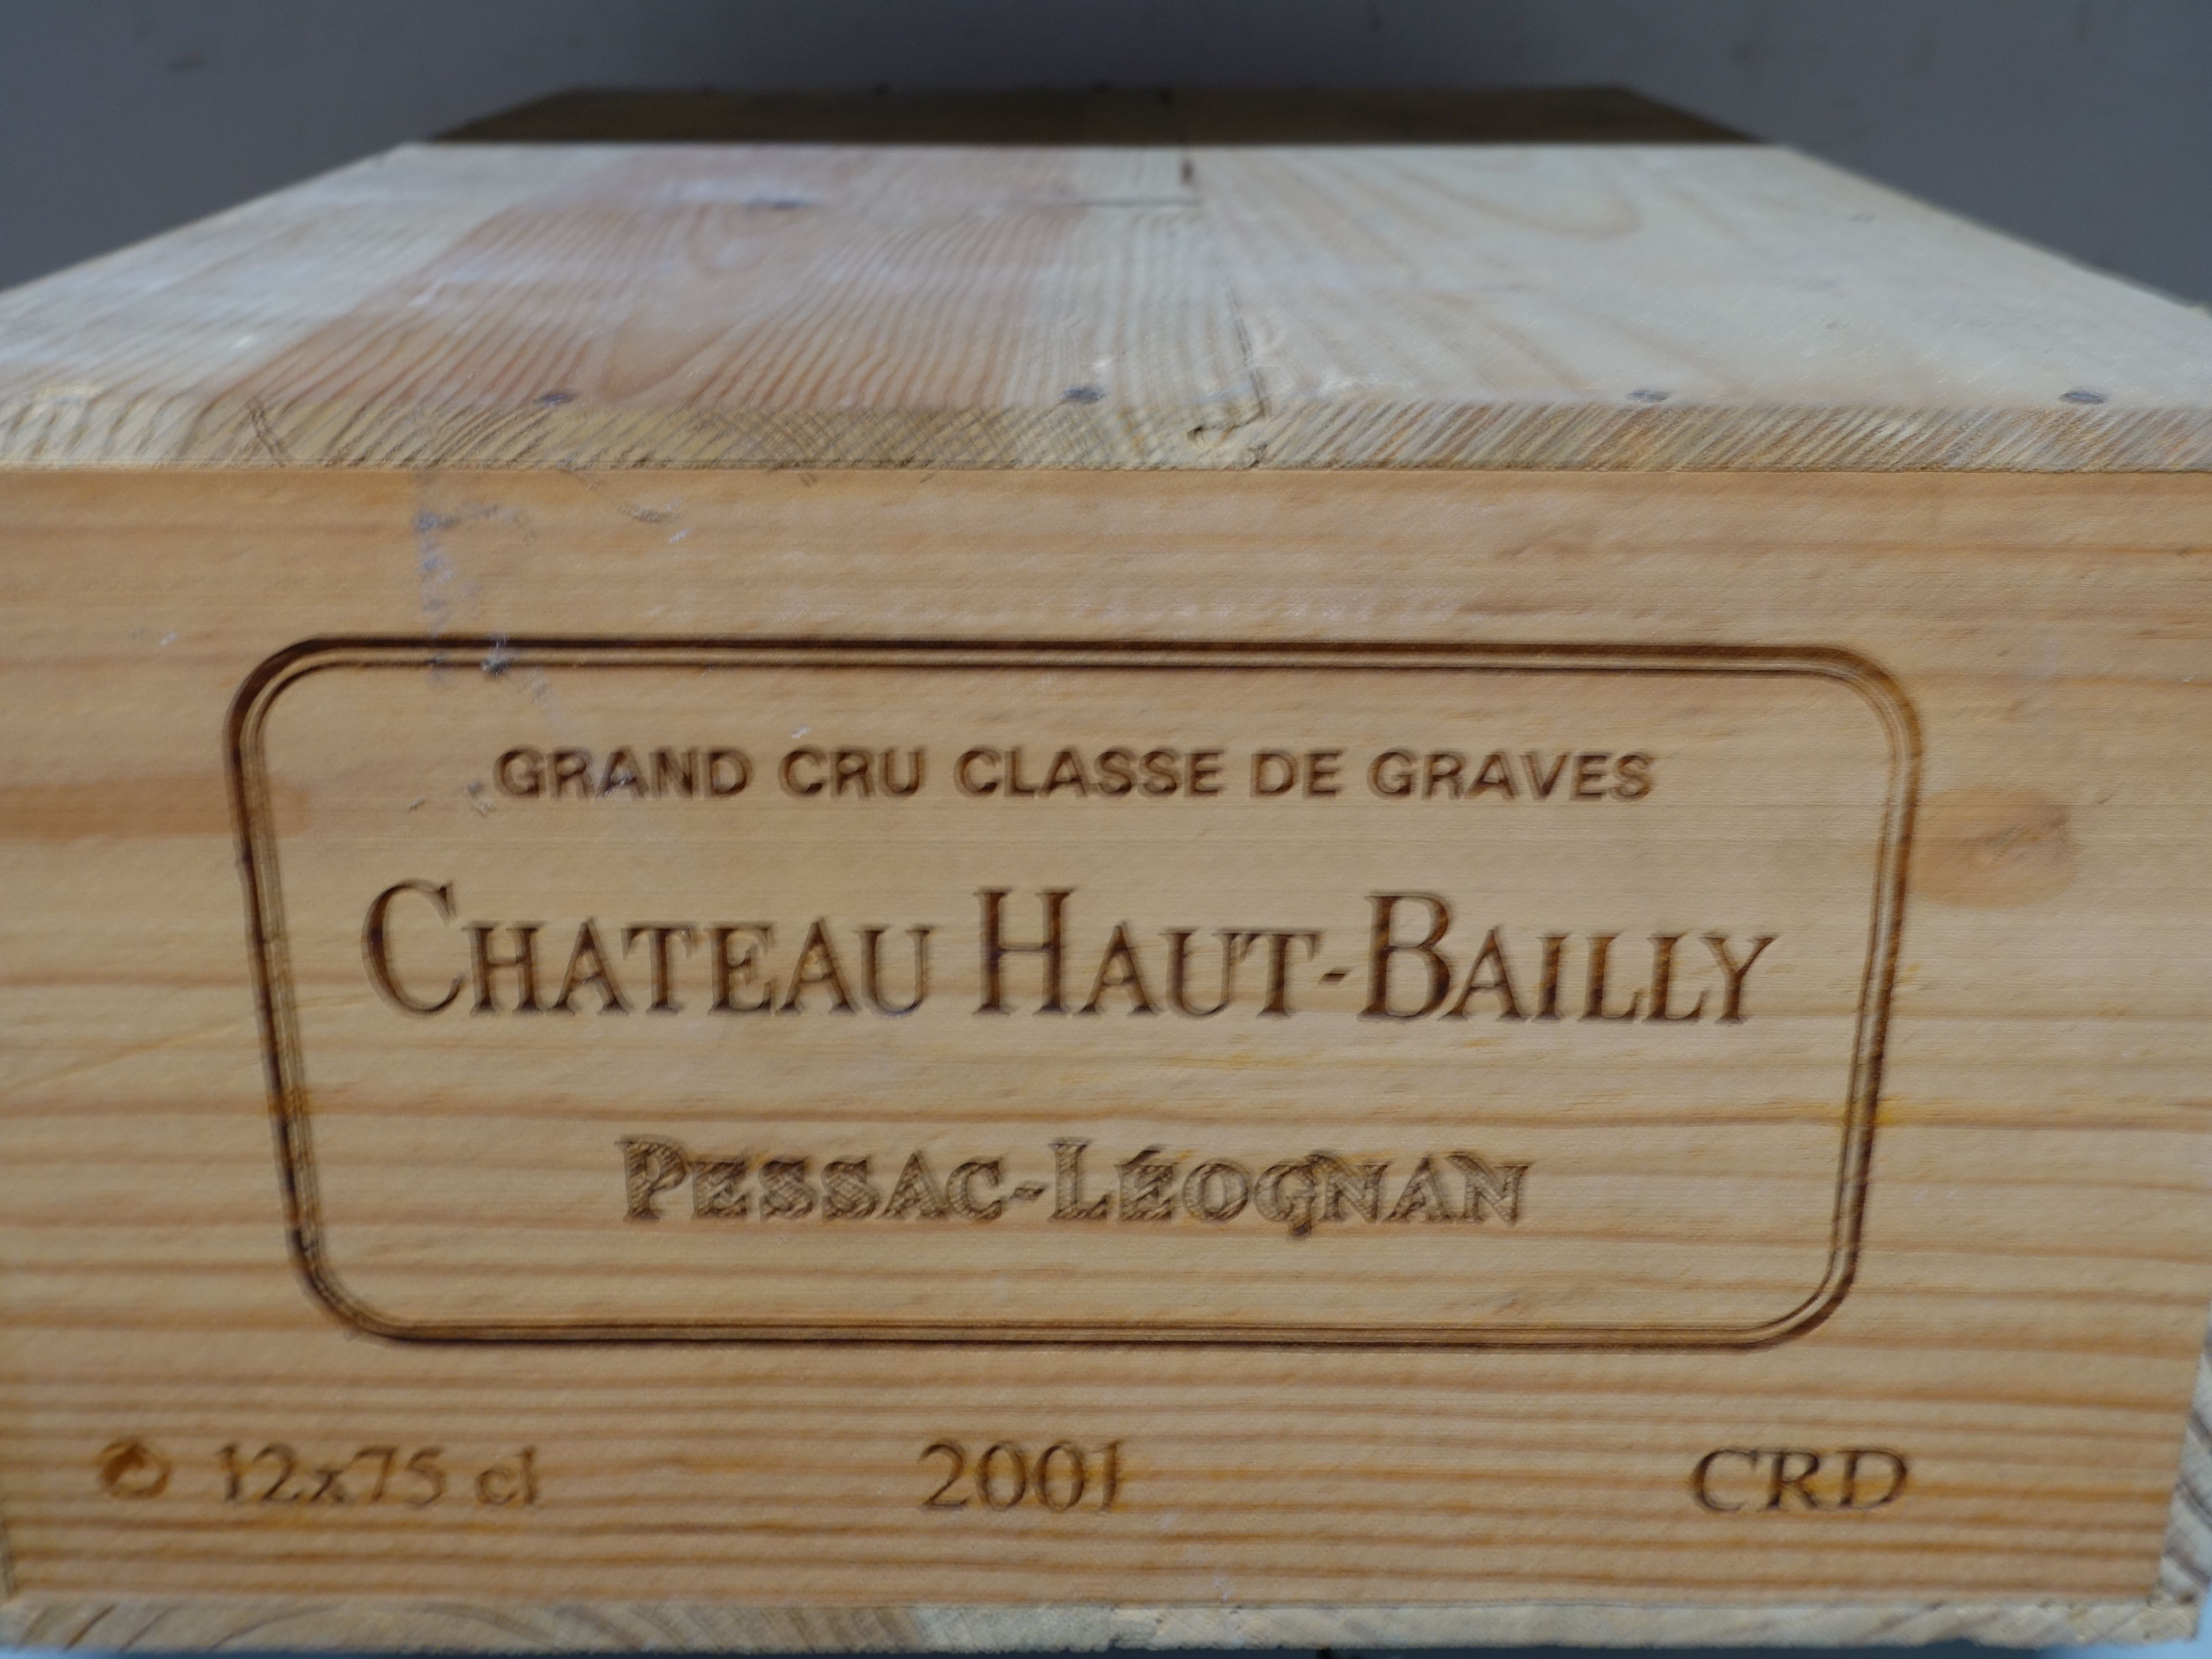 GRAND CRU CLASSE DE GRAVES
CHATEAU HAUT-BAILLY
PESSAC-LÉOGNAN
12x75 cl 2001 CRD